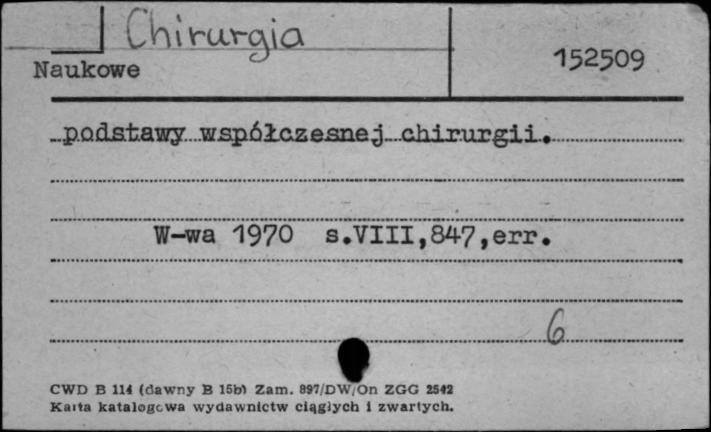 Chirurgia
152509
Naukowe
podstawy współczesnej chirurgii.
W-wa 1970 s.VIII,847,err.
6
CWD B 114 (dawny B 15b) Zam. 897/DW/On ZGG 2542
Karta katalogowa wydawnictw ciągłych i zwartych.